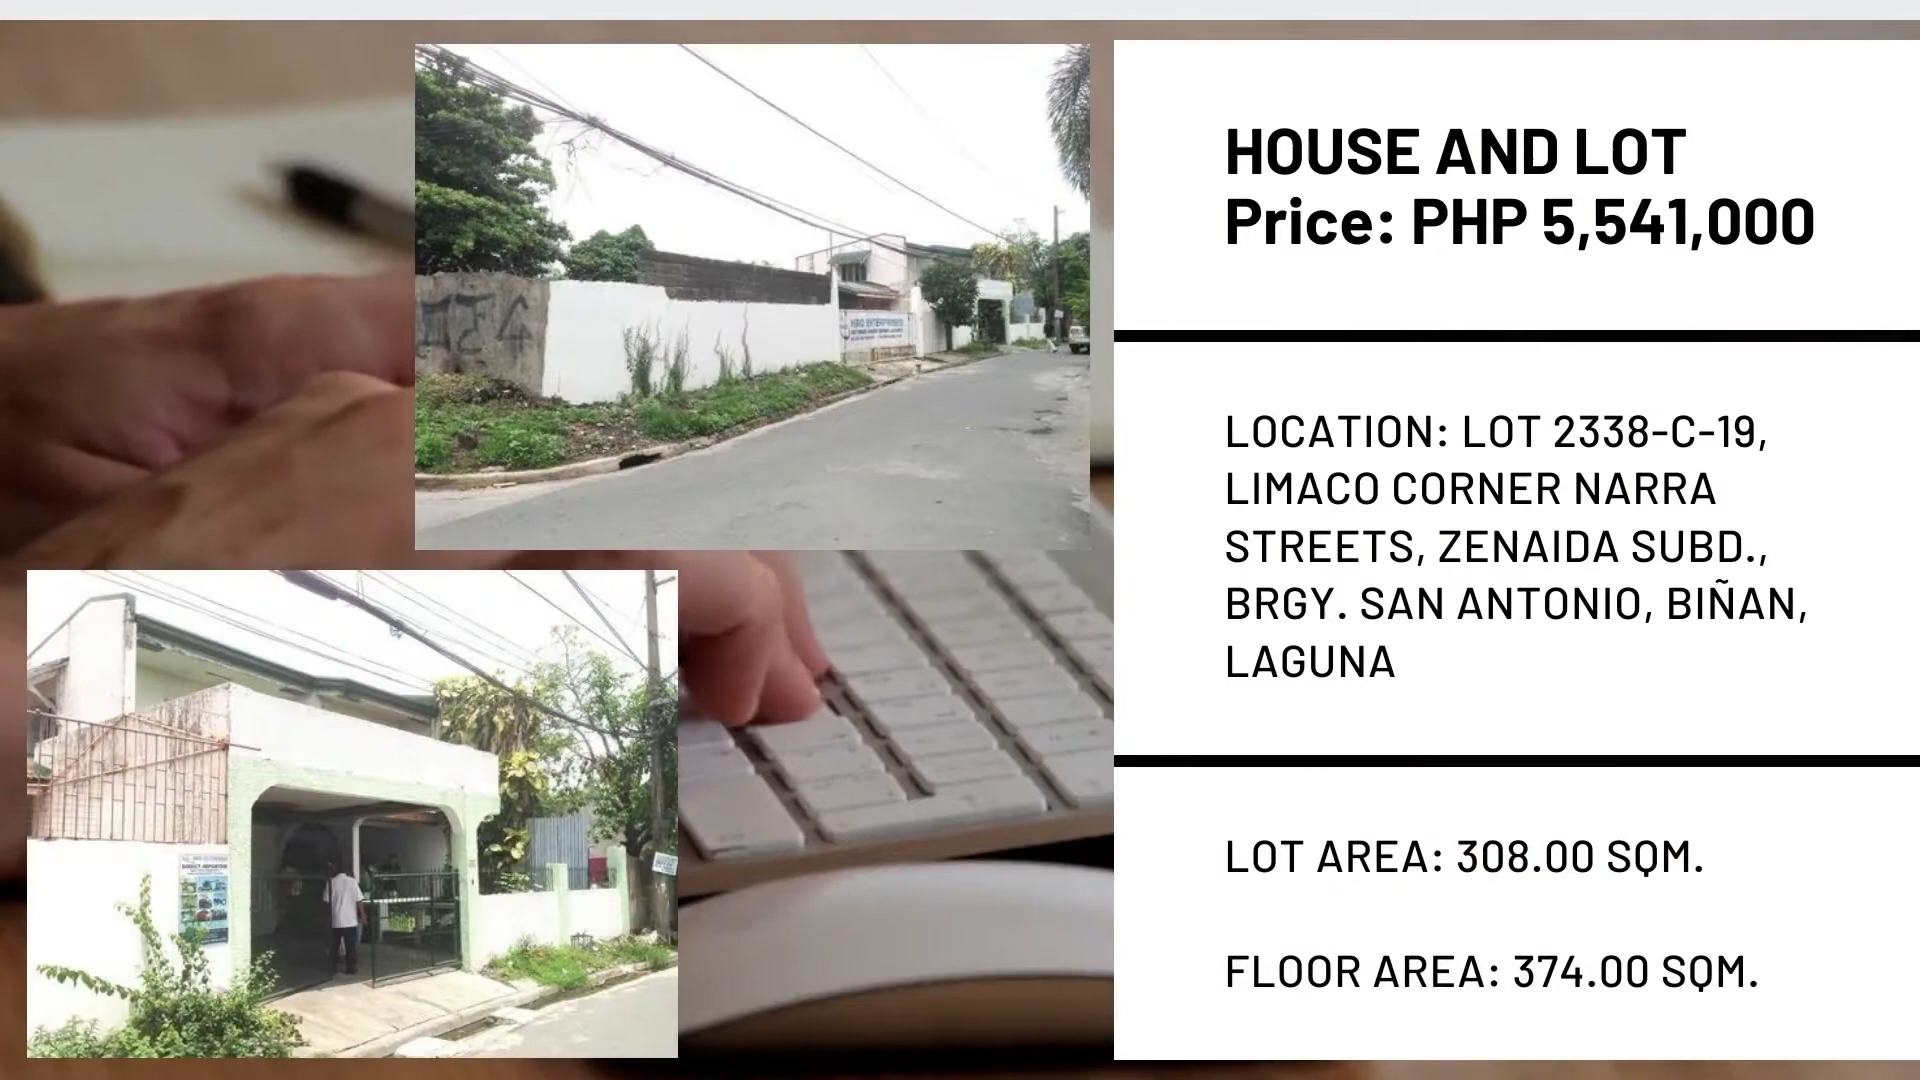 HOUSE AND LOT
Price: PHP 5,541,000
LOCATION: LOT 2338-C-19,
LIMACO CORNER NARRA
STREETS, ZENAIDA SUBD.,
BRGY. SAN ANTONIO, BIÑAN,
LAGUNA
LOT AREA: 308.00 SQM.
FLOOR AREA: 374.00 SQM.